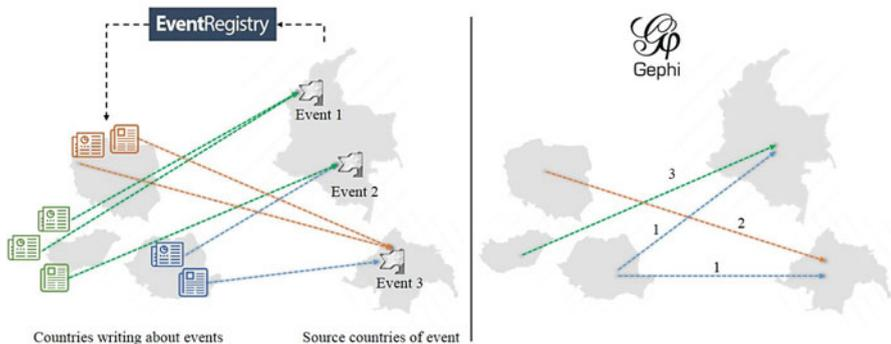 EventRegistry
Event 1
Event 2
Event 3
Countries writing about events
Source countries of event
Gφ
Gephi
3
1
2
1